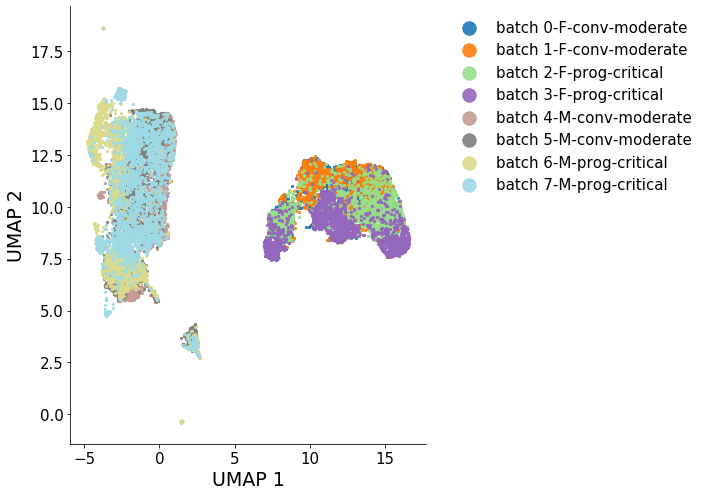 batch 0-F-conv-moderate
batch 1-F-conv-moderate
batch 2-F-prog-critical
batch 3-F-prog-critical
batch 4-M-conv-moderate
batch 5-M-conv-moderate
batch 6-M-prog-critical
batch 7-M-prog-critical
17.5
15.0
12.5
10.0
7.5
5.0
2.5
0.0
UMAP 2
−5 0 5 10 15
UMAP 1